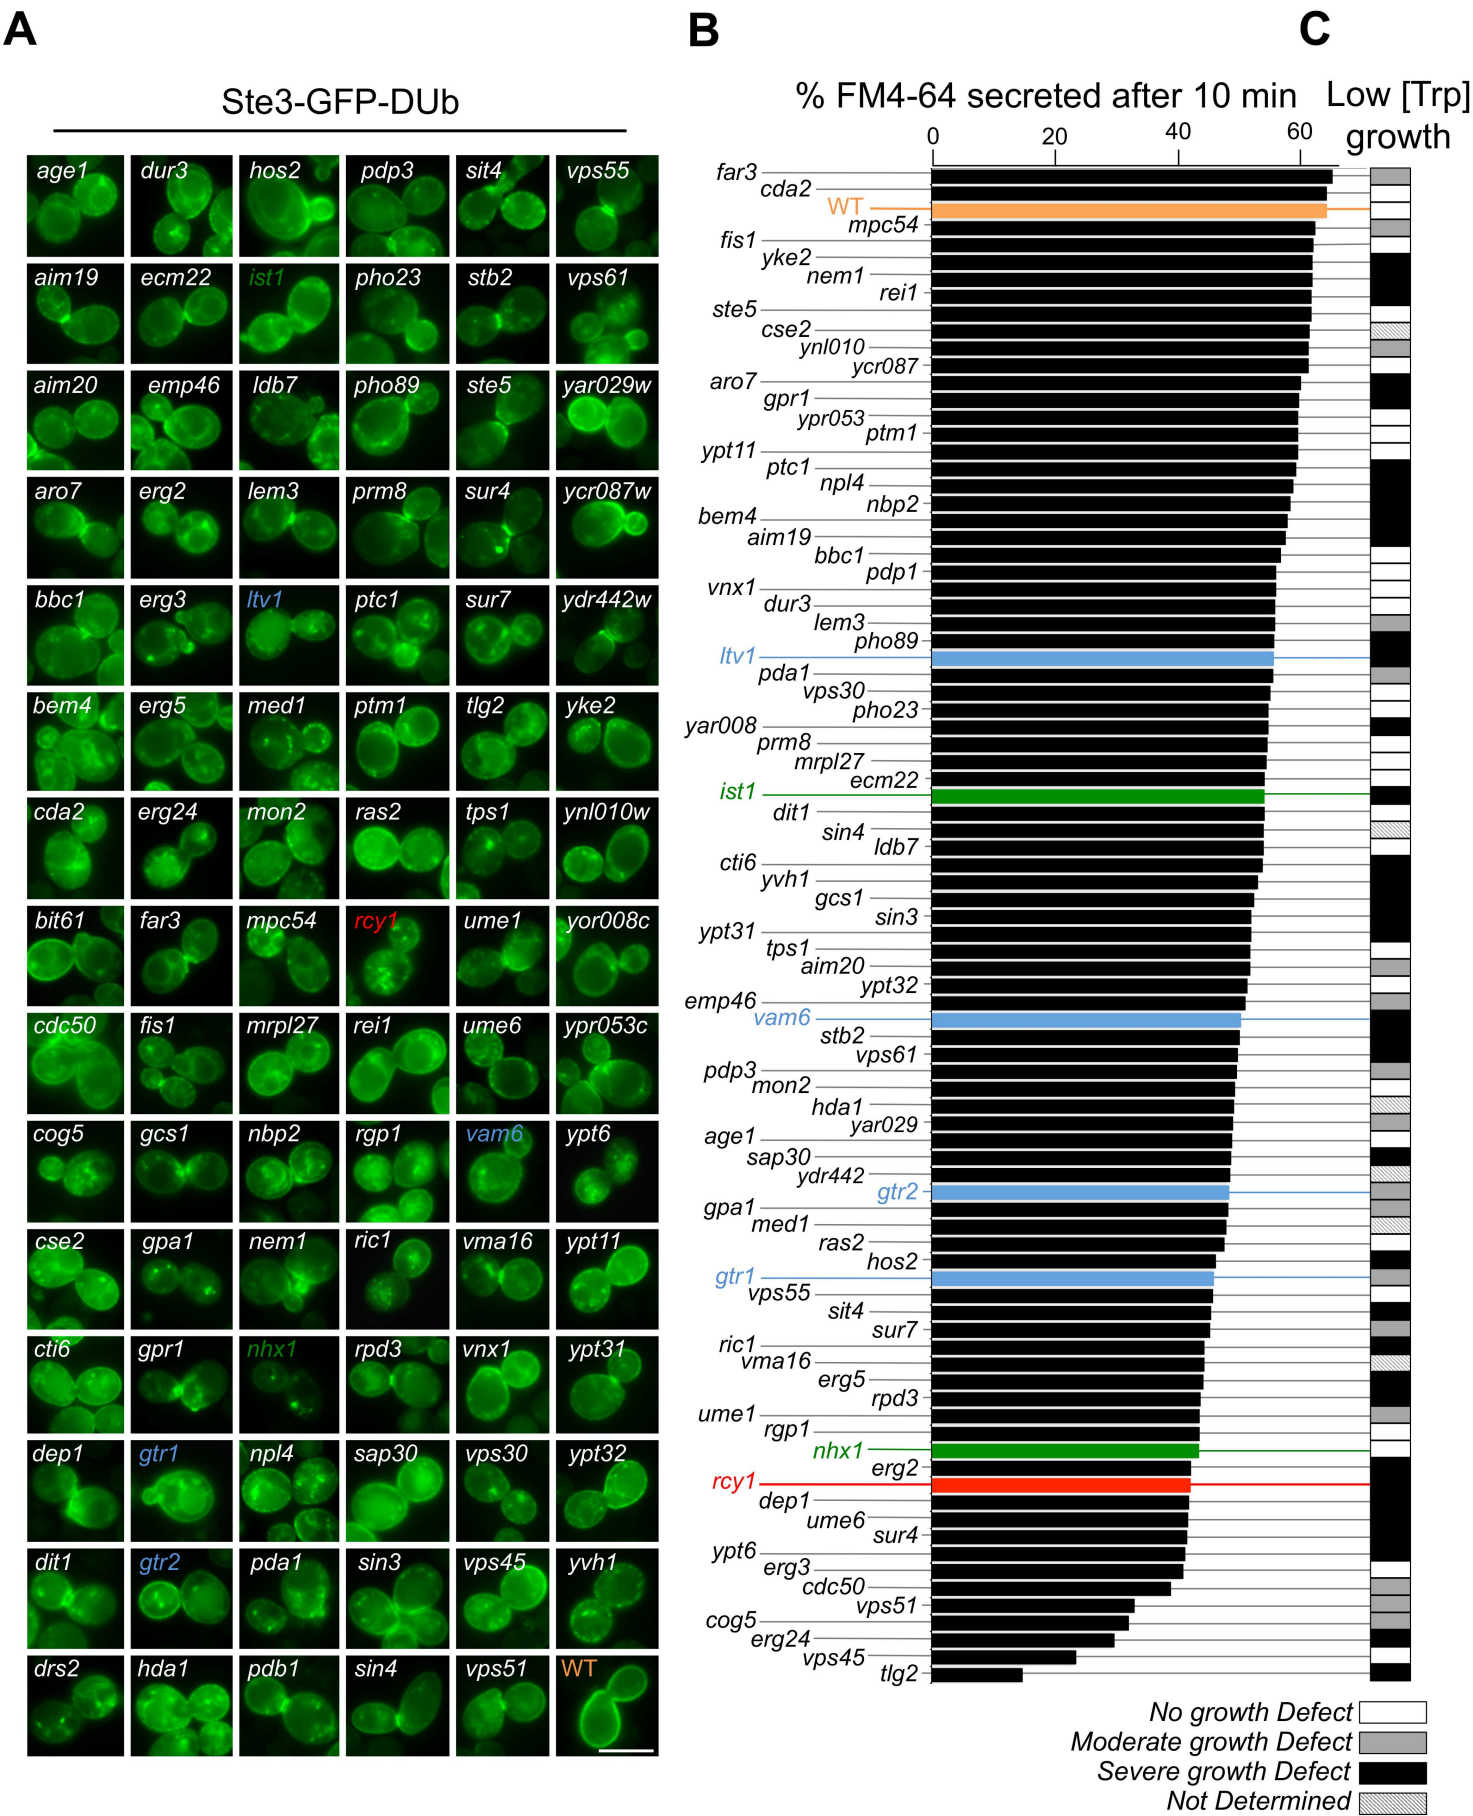 A
B
C
Ste3-GFP-DUb
% FM4-64 secreted after 10 min
Low [Trp]
growth
age1 dur3 hos2 pdp3 sit4 vps55
aim19 ecm22 ist1 pho23 stb2 vps61
aim20 emp46 ldb7 pho89 ste5 yar029w
aro7 erg2 lem3 prm8 sur4 ycr087w
bbc1 erg3 ltv1 ptc1 sur7 ydr442w
bem4 erg5 med1 ptm1 tlg2 yke2
cda2 erg24 mon2 ras2 tps1 ynl010w
bit61 far3 mpc54 rcy1 ume1 yor008c
cdc50 fis1 mrpl27 rei1 ume6 ypr053c
cog5 gcs1 nbp2 rgp1 vam6 ypt6
cse2 gpa1 nem1 ric1 vma16 ypt11
cti6 gpr1 nhx1 rpd3 vnx1 ypt31
dep1 gtr1 npl4 sap30 vps30 ypt32
dit1 gtr2 pda1 sin3 vps45 yvh1
drs2 hda1 pdb1 sin4 vps51 WT
0 20 40 60
far3
cda2
WT
mpc54
fis1
yke2
nem1
rei1
ste5
cse2
ynl010
ycr087
aro7
gpr1
ypr053
ptm1
ypt11
ptc1
npl4
nbp2
bem4
aim19
bbc1
pdp1
vnx1
dur3
lem3
pho89
ltv1
pda1
vps30
pho23
yar008
prm8
mrpl27
ecm22
ist1
dit1
sin4
ldb7
cti6
yvh1
gcs1
sin3
ypt31
tps1
aim20
ypt32
emp46
vam6
stb2
vps61
pdp3
mon2
hda1
yar029
age1
sap30
ydr442
gtr2
gpa1
med1
ras2
hos2
gtr1
vps55
sit4
sur7
ric1
vma16
erg5
rpd3
ume1
rgp1
nhx1
erg2
rcy1
dep1
ume6
sur4
ypt6
erg3
cdc50
vps51
cog5
erg24
vps45
tlg2
No growth Defect
Moderate growth Defect
Severe growth Defect
Not Determined